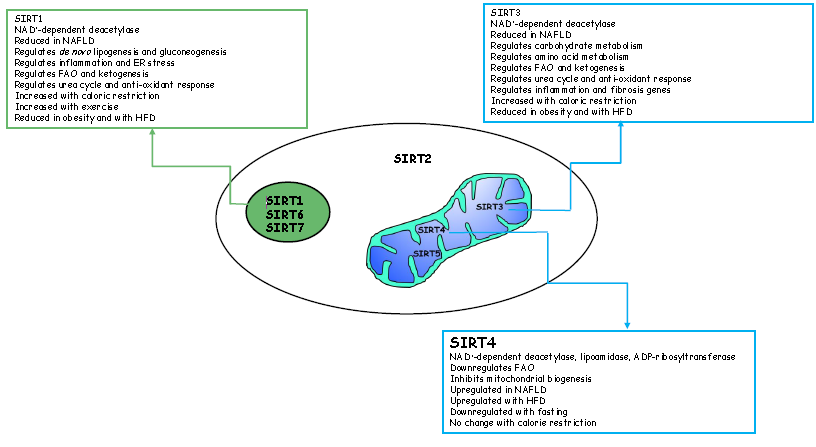 SIRT1
NAD⁺-dependent deacetylase
Reduced in NAFLD
Regulates de novo lipogenesis and gluconeogenesis
Regulates inflammation and ER stress
Regulates FAO and ketogenesis
Regulates urea cycle and anti-oxidant response
Increased with caloric restriction
Increased with exercise
Reduced in obesity and with HFD
SIRT3
NAD⁺-dependent deacetylase
Reduced in NAFLD
Regulates carbohydrate metabolism
Regulates amino acid metabolism
Regulates FAO and ketogenesis
Regulates urea cycle and anti-oxidant response
Regulates inflammation and fibrosis genes
Increased with caloric restriction
Reduced in obesity and with HFD
SIRT2
SIRT1
SIRT6
SIRT7
SIRT3
SIRT4
SIRT5
SIRT4
NAD⁺-dependent deacetylase, lipoamidase, ADP-ribosyltransferase
Downregulates FAO
Inhibits mitochondrial biogenesis
Upregulated in NAFLD
Upregulated with HFD
Downregulated with fasting
No change with calorie restriction